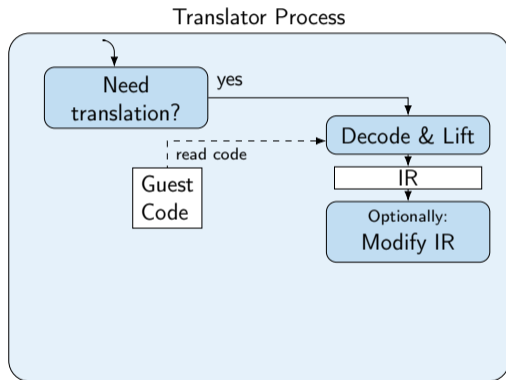 Translator Process
Need
translation?
yes
Decode & Lift
read code
Guest
Code
IR
Optionally:
Modify IR